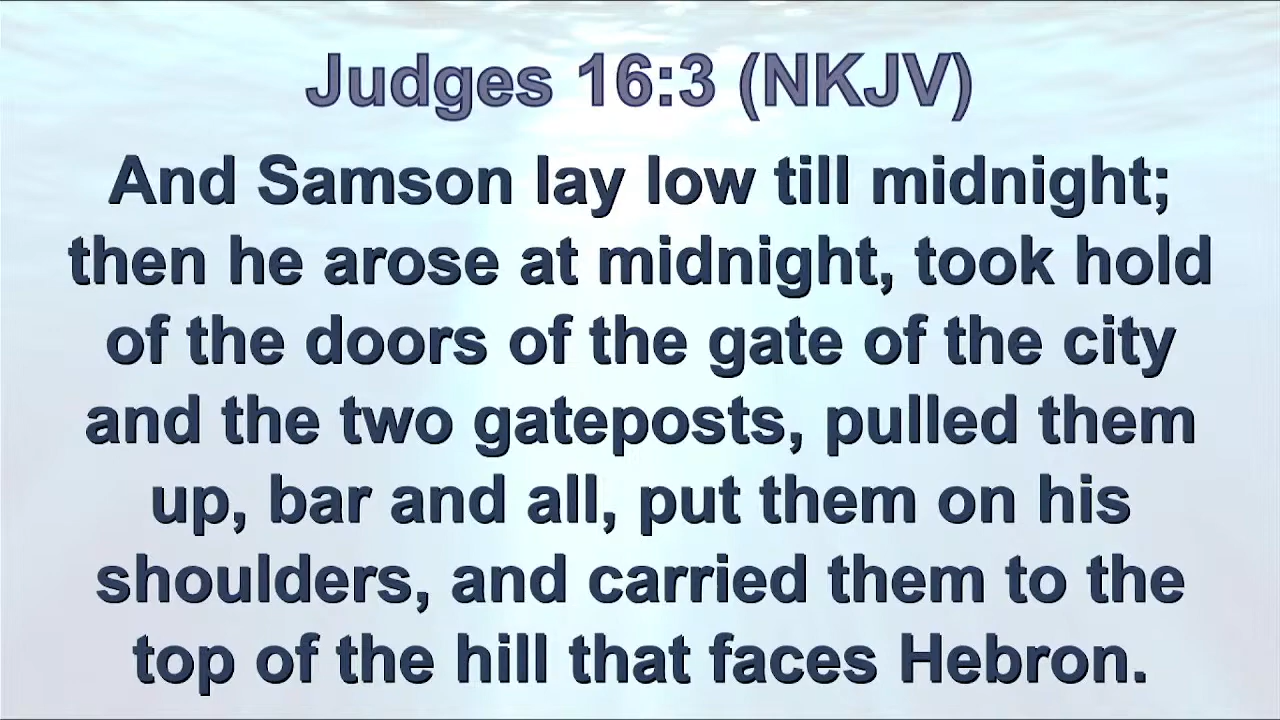 Judges 16:3 (NKJV)
And Samson lay low till midnight;
then he arose at midnight, took hold
of the doors of the gate of the city
and the two gateposts, pulled them
up, bar and all, put them on his
shoulders, and carried them to the
top of the hill that faces Hebron.